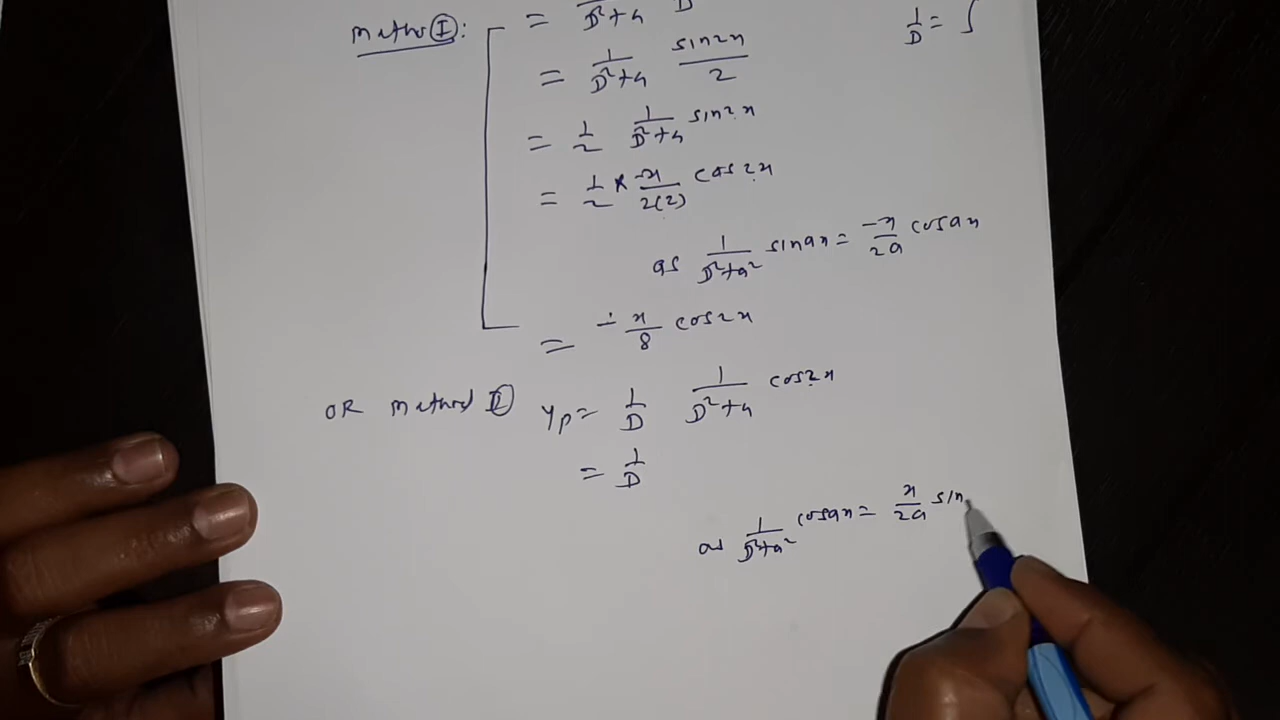 Method I: = 1/D²+4 D
1/D = ∫
= 1/D²+4 sin2x/2
= 1/2 1/D²+4 sin2x
= 1/2 × -x/2(2) cos2x
as 1/D²+a² sinax = -x/2a cosax
= - x/8 cos2x
OR Method II yp = 1/D 1/D²+4 cos2x
= 1/D
as 1/D²+a² cosax = x/2a sin